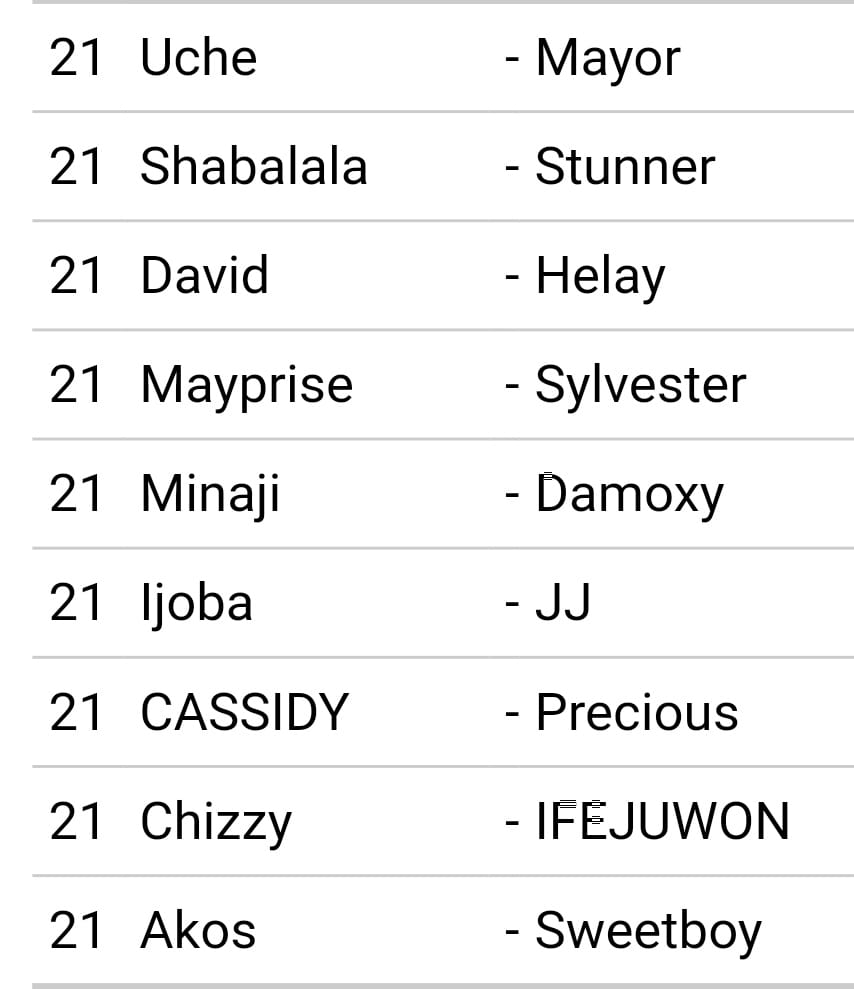 21 Uche - Mayor
21 Shabalala - Stunner
21 David - Helay
21 Mayprise - Sylvester
21 Minaji - Damoxy
21 Ijoba - JJ
21 CASSIDY - Precious
21 Chizzy - IFEJUWON
21 Akos - Sweetboy